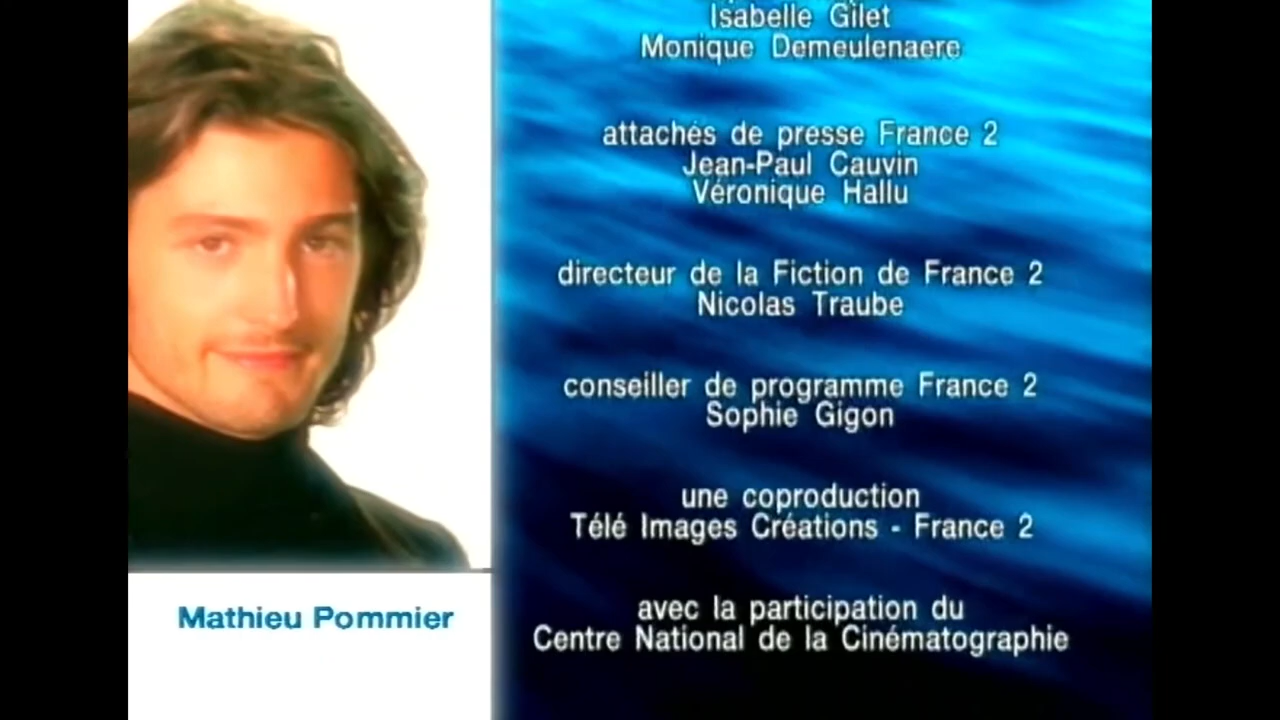 Isabelle Gilet
Monique Demeulenaere
attachés de presse France 2
Jean-Paul Cauvin
Véronique Hallu
directeur de la Fiction de France 2
Nicolas Traube
conseiller de programme France 2
Sophie Gigon
une coproduction
Télé Images Créations - France 2
avec la participation du
Centre National de la Cinématographie
Mathieu Pommier